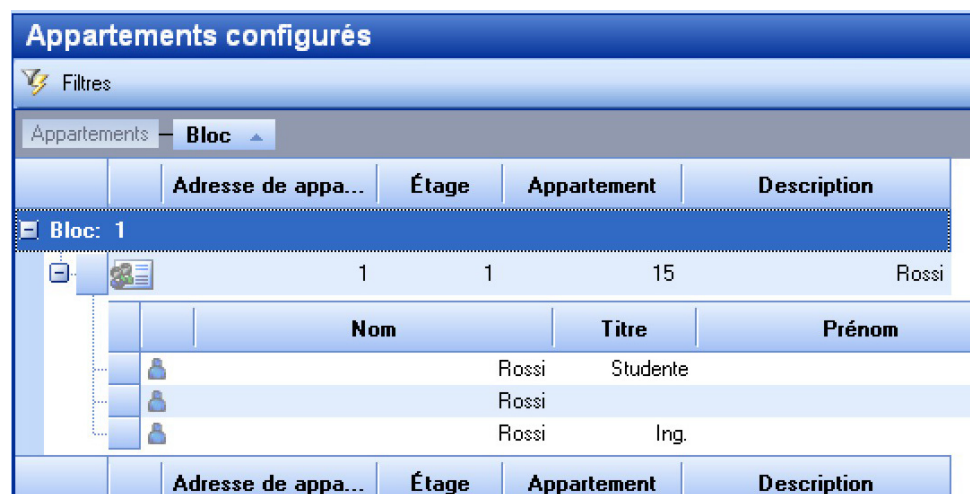 Appartements configurés
Filtres
Appartements Bloc
Adresse de appa... Étage Appartement Description
Bloc: 1
1 1 15 Rossi
Nom Titre Prénom
Rossi Studente
Rossi
Rossi Ing.
Adresse de appa... Étage Appartement Description